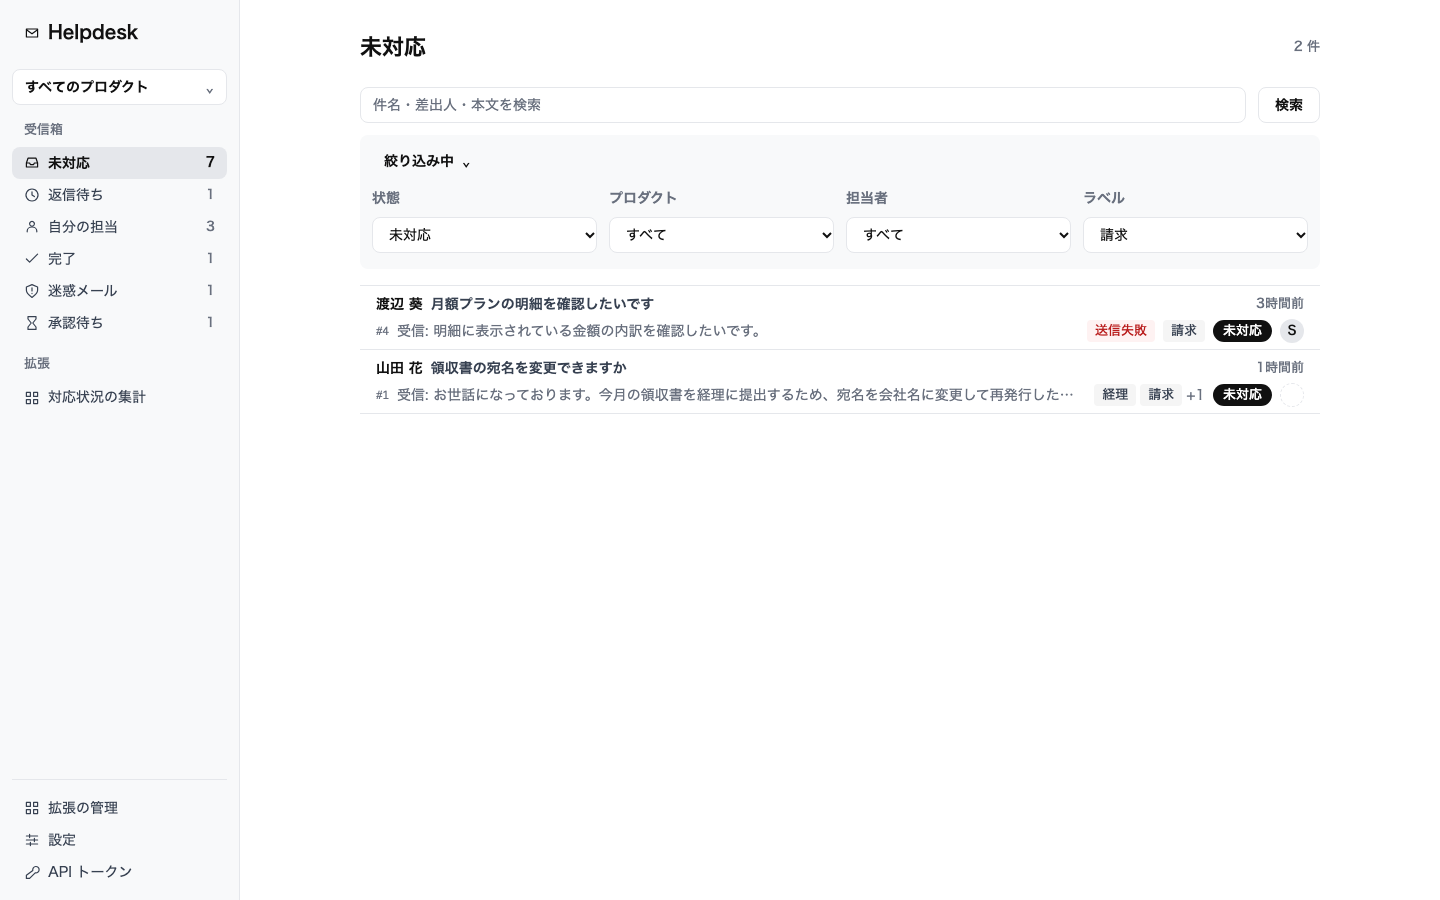 Helpdesk
すべてのプロダクト
受信箱
未対応 7
返信待ち 1
自分の担当 3
完了 1
迷惑メール 1
承認待ち 1
拡張
対応状況の集計
拡張の管理
設定
API トークン
未対応 2 件
件名・差出人・本文を検索 検索
絞り込み中
状態 プロダクト 担当者 ラベル
未対応 すべて すべて 請求
渡辺 葵 月額プランの明細を確認したいです 3時間前
#4 受信: 明細に表示されている金額の内訳を確認したいです。 送信失敗 請求 未対応 S
山田 花 領収書の宛名を変更できますか 1時間前
#1 受信: お世話になっております。今月の領収書を経理に提出するため、宛名を会社名に変更して再発行した… 経理 請求 +1 未対応